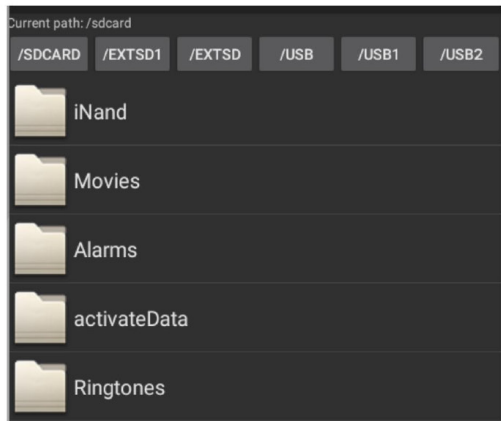 Current path: /sdcard
/SDCARD /EXTSD1 /EXTSD /USB /USB1 /USB2
iNand
Movies
Alarms
activateData
Ringtones